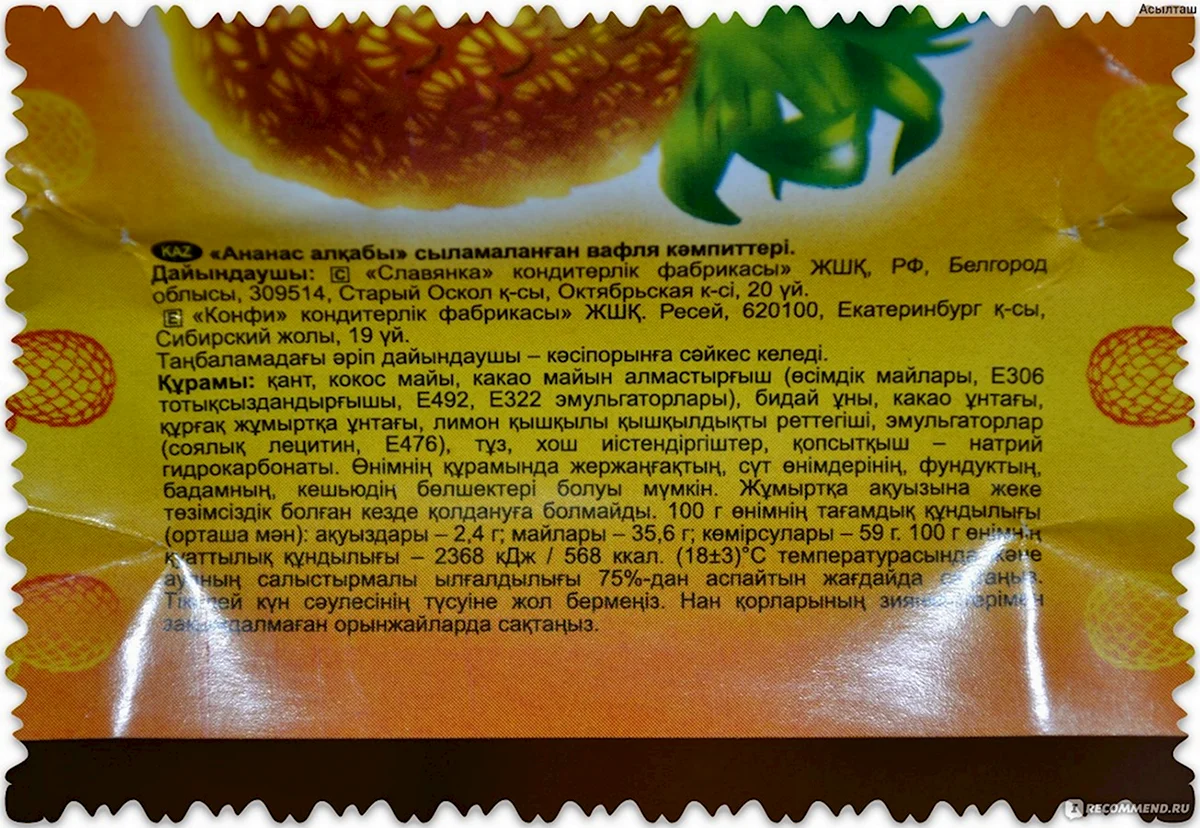 Асылташ
KAZ «Ананас алқабы» сыламаланған вафля кәмпиттері.
Дайындаушы: C «Славянка» кондитерлік фабрикасы» ЖШҚ, РФ, Белгород
облысы, 309514, Старый Оскол қ-сы, Октябрьская к-сі, 20 үй.
E «Конфи» кондитерлік фабрикасы» ЖШҚ. Ресей, 620100, Екатеринбург қ-сы,
Сибирский жолы, 19 үй.
Таңбаламадағы әріп дайындаушы – кәсіпорынға сәйкес келеді.
Құрамы: қант, кокос майы, какао майын алмастырғыш (өсімдік майлары, Е306
тотықсыздандырғышы, Е492, Е322 эмульгаторлары), бидай ұны, какао ұнтағы,
құрғақ жұмыртқа ұнтағы, лимон қышқылы қышқылдықты реттегіші, эмульгаторлар
(соялық лецитин, Е476), тұз, хош иістендіргіштер, қопсытқыш – натрий
гидрокарбонаты. Өнімнің құрамында жержаңғақтың, сүт өнімдерінің, фундуктың,
бадамның, кешьюдің бөлшектері болуы мүмкін. Жұмыртқа ақуызына жеке
төзімсіздік болған кезде қолдануға болмайды. 100 г өнімнің тағамдық құндылығы
(орташа мән): ақуыздары – 2,4 г; майлары – 35,6 г; көмірсулары – 59 г. 100 г өнімнің
қуаттылық құндылығы – 2368 кДж / 568 ккал. (18±3)°С температурасында және
ауаның салыстырмалы ылғалдылығы 75%-дан аспайтын жағдайда сақтаңыз.
Тікелей күн сәулесінің түсуіне жол бермеңіз. Нан қорларының
орынжайларда сақтаңыз.
RECOMMEND.RU